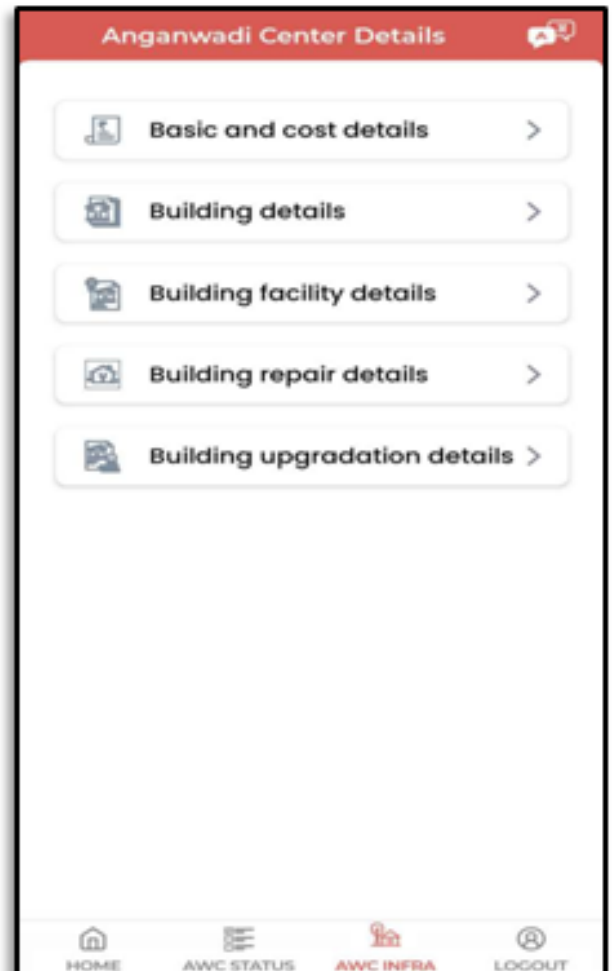 Anganwadi Center Details
Basic and cost details
Building details
Building facility details
Building repair details
Building upgradation details
HOME AWC STATUS AWC INFRA LOGOUT